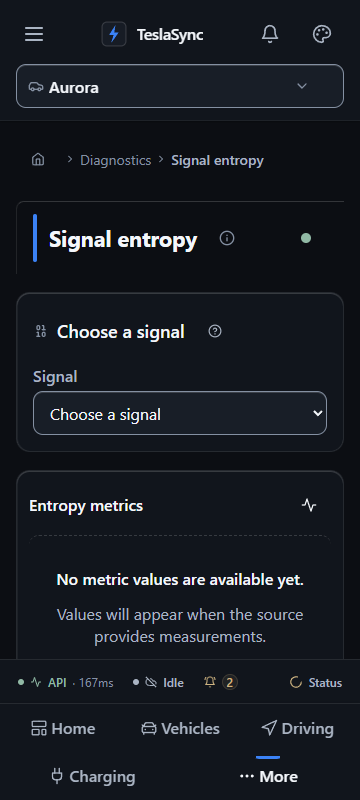 TeslaSync
Aurora
Diagnostics
Signal entropy
Signal entropy
01
10
Choose a signal
Signal
Choose a signal
Entropy metrics
No metric values are available yet.
Values will appear when the source
provides measurements.
API · 167ms
Idle
2
Status
Home
Vehicles
Driving
Charging
More